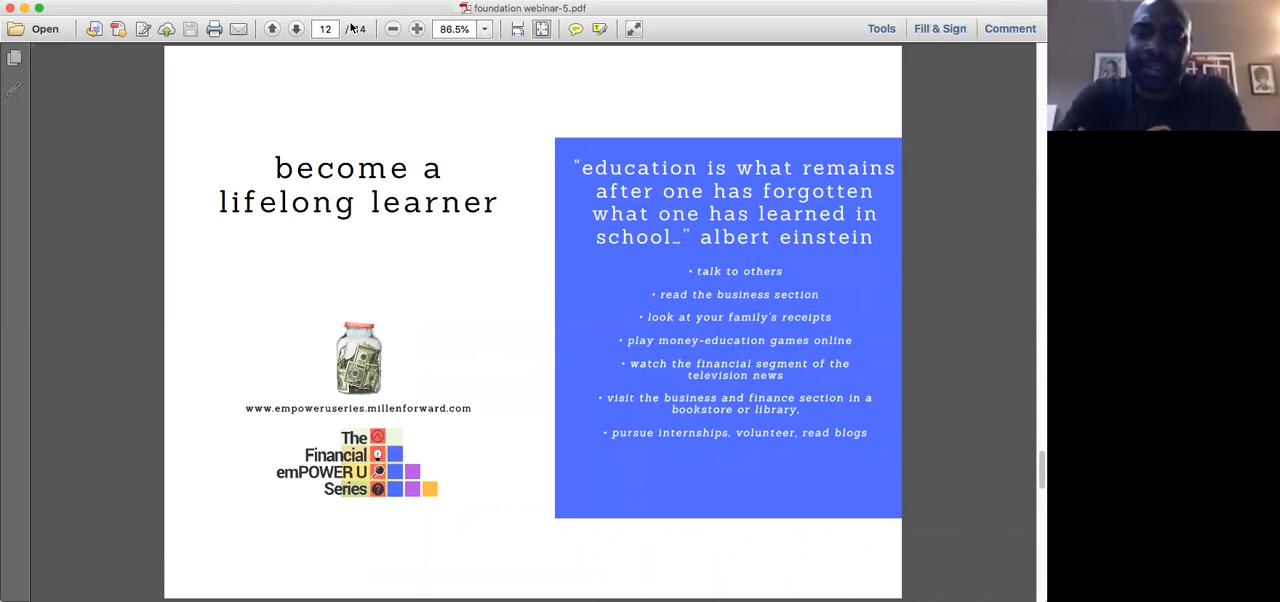 foundation webinar-5.pdf
Open
12
86.5%
Tools
Fill & Sign
Comment
become a
lifelong learner
www.empoweruseries.millenforward.com
The
Financial
emPOWER U
Series
"education is what remains
after one has forgotten
what one has learned in
school…” albert einstein
• talk to others
• read the business section
• look at your family's receipts
• play money-education games online
• watch the financial segment of the
television news
• visit the business and finance section in a
bookstore or library,
• pursue internships, volunteer, read blogs